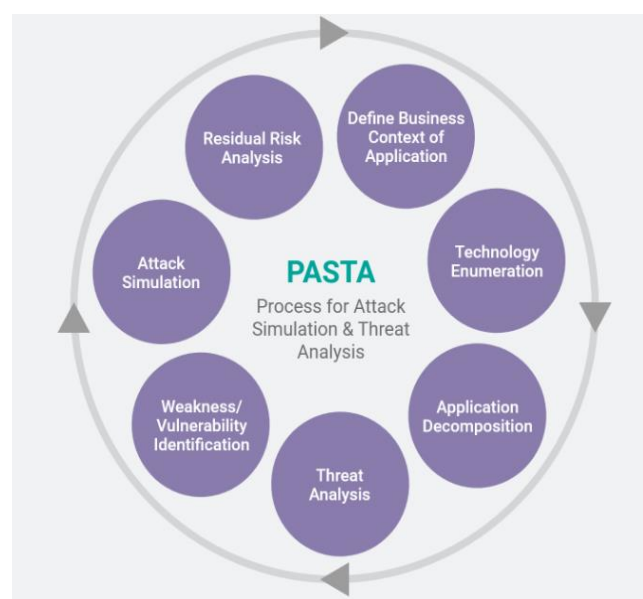 PASTA
Process for Attack
Simulation & Threat
Analysis
Define Business
Context of
Application
Technology
Enumeration
Application
Decomposition
Threat
Analysis
Weakness/
Vulnerability
Identification
Attack
Simulation
Residual Risk
Analysis